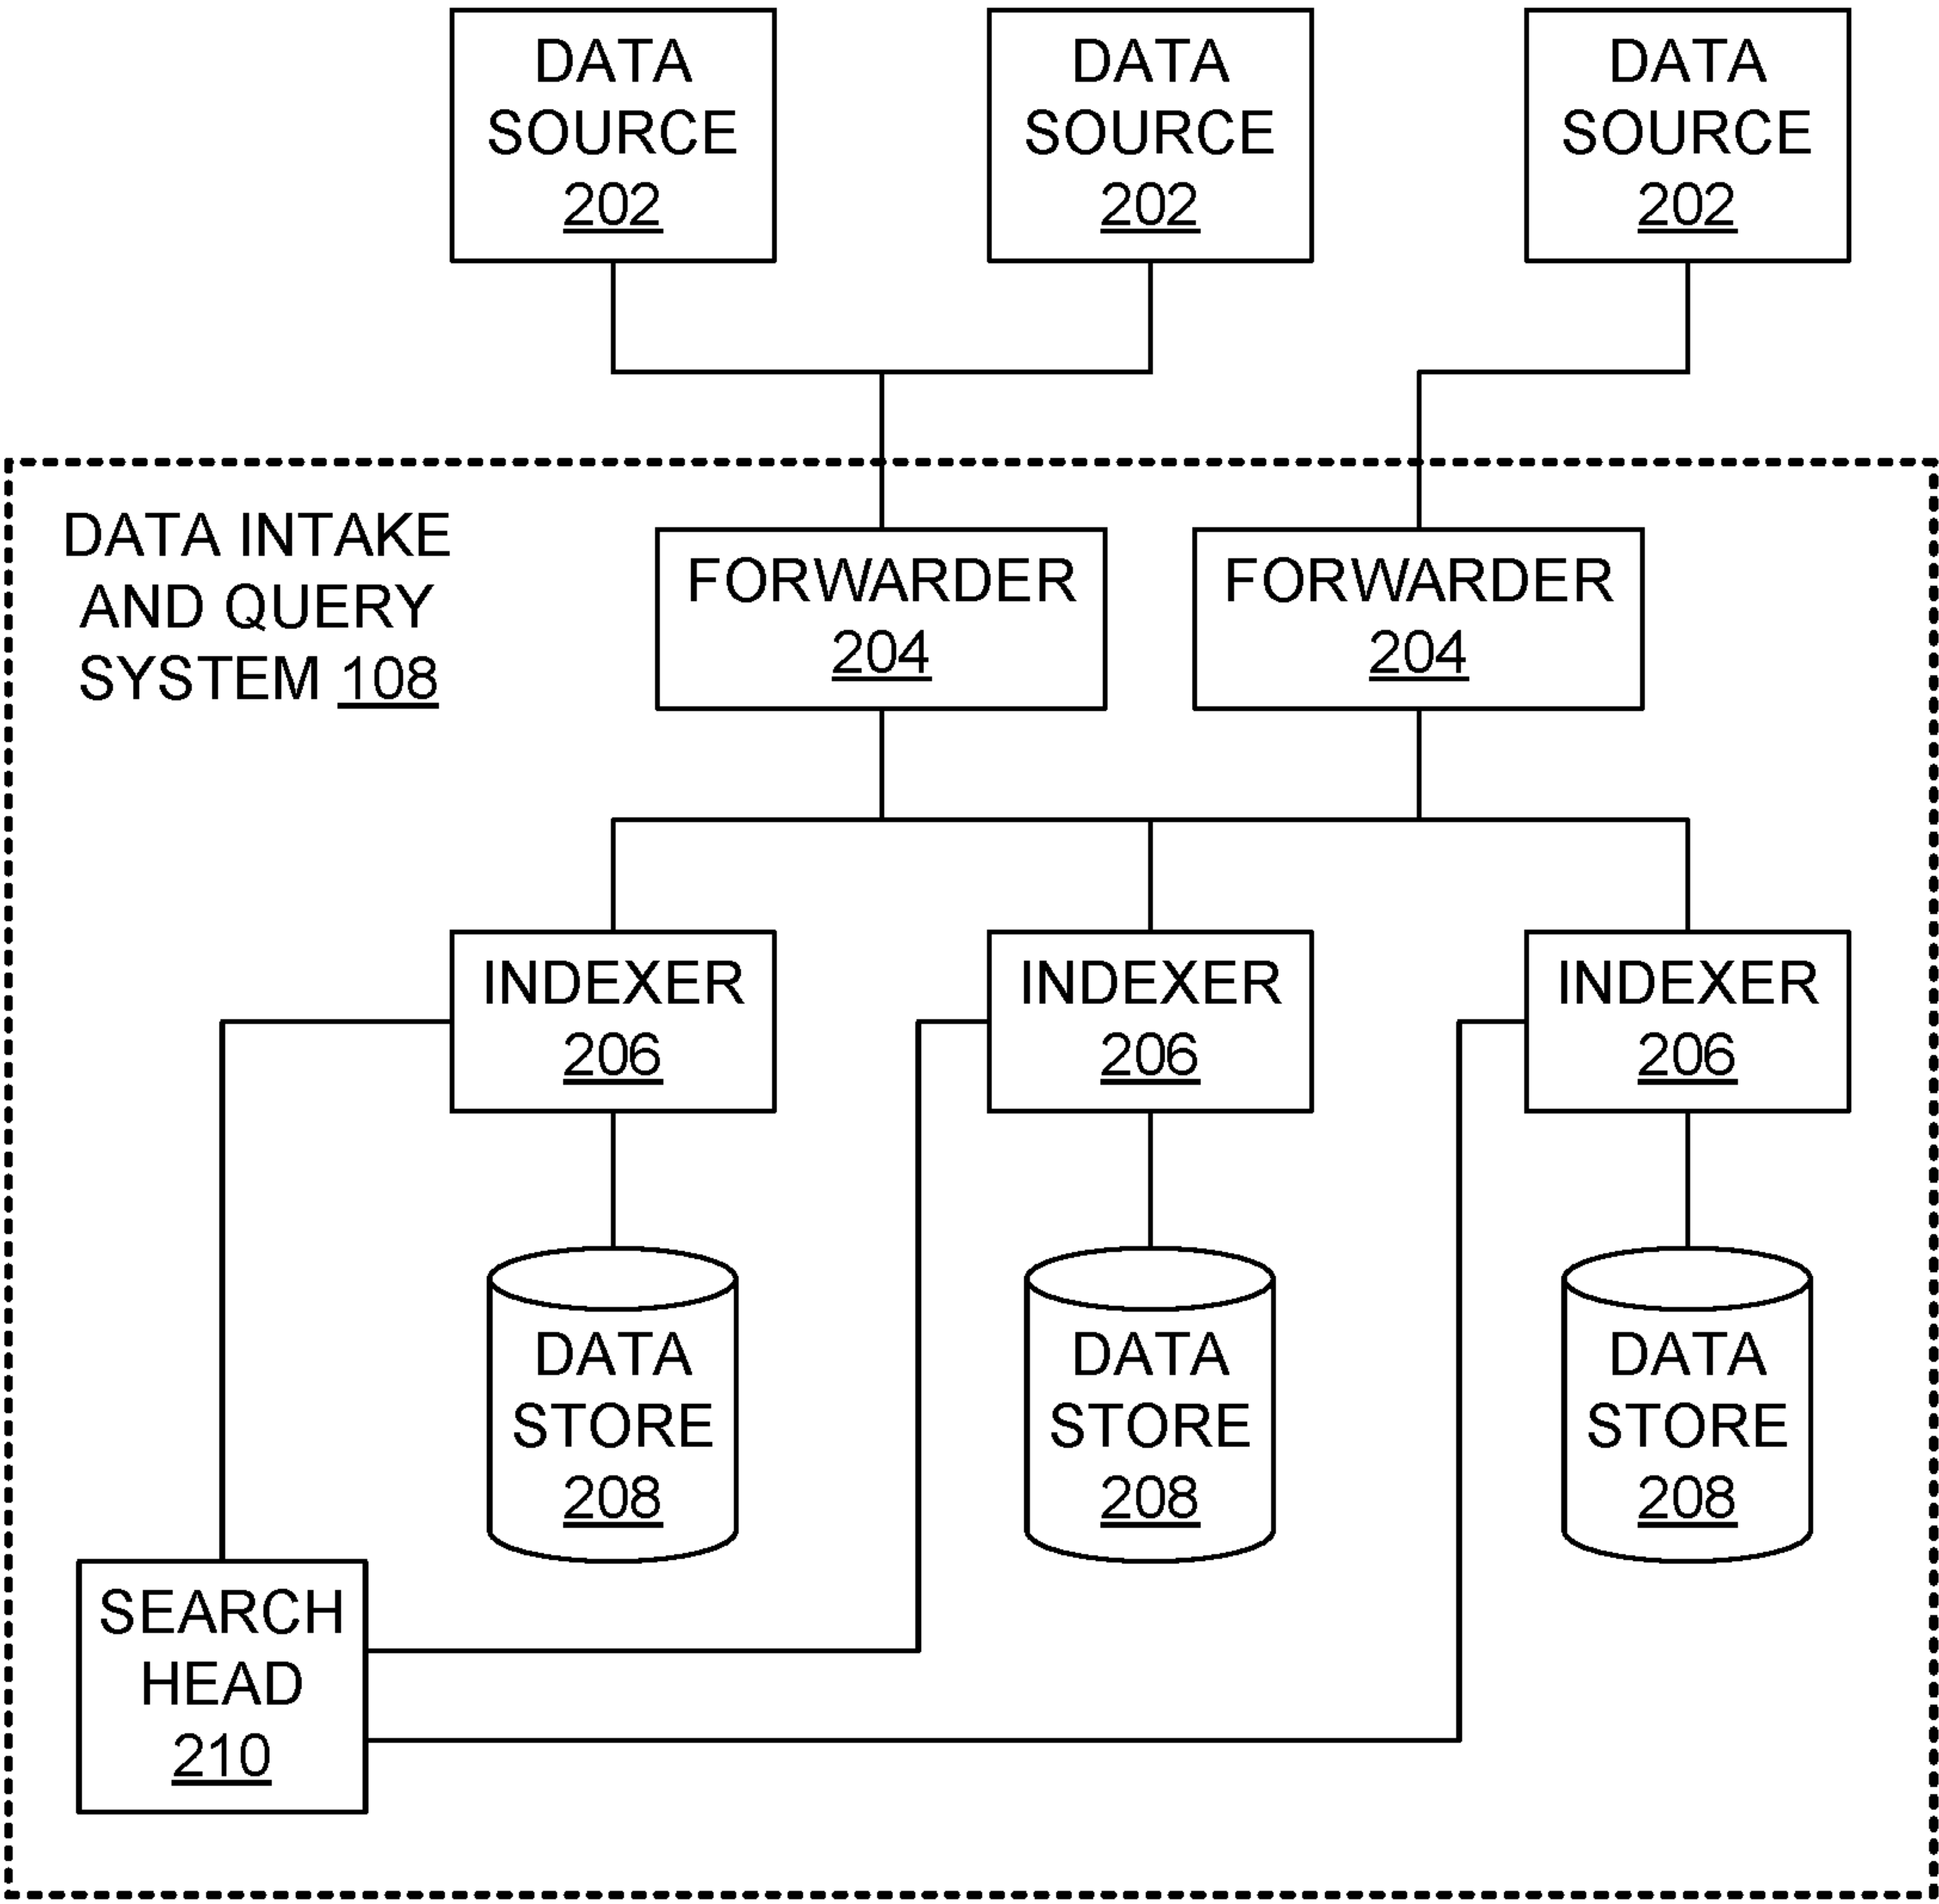 DATA
SOURCE
202
DATA
SOURCE
202
DATA
SOURCE
202
DATA INTAKE
AND QUERY
SYSTEM 108
FORWARDER
204
FORWARDER
204
INDEXER
206
INDEXER
206
INDEXER
206
DATA
STORE
208
DATA
STORE
208
DATA
STORE
208
SEARCH
HEAD
210